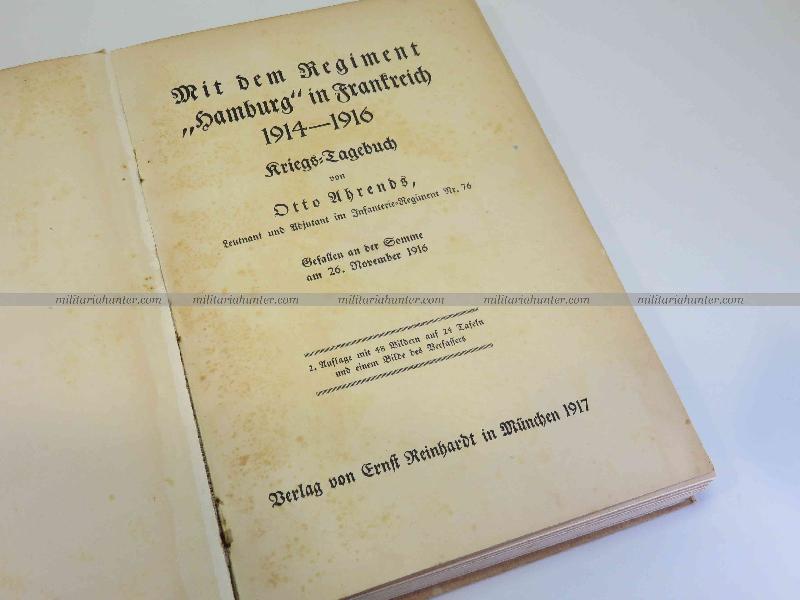 Mit dem Regiment
„Hamburg“ in Frankreich
1914—1916
Kriegs-Tagebuch
von
Otto Ahrends,
Leutnant und Adjutant im Infanterie-Regiment Nr. 76
Gefallen an der Somme
am 26. November 1916
militariahunter.com militariahunter.com militariahunter.com militariahunter.com militariahunter.com
2. Auflage mit 48 Bildern auf 24 Tafeln
und einem Bilde des Verfassers
Verlag von Ernst Reinhardt in München 1917